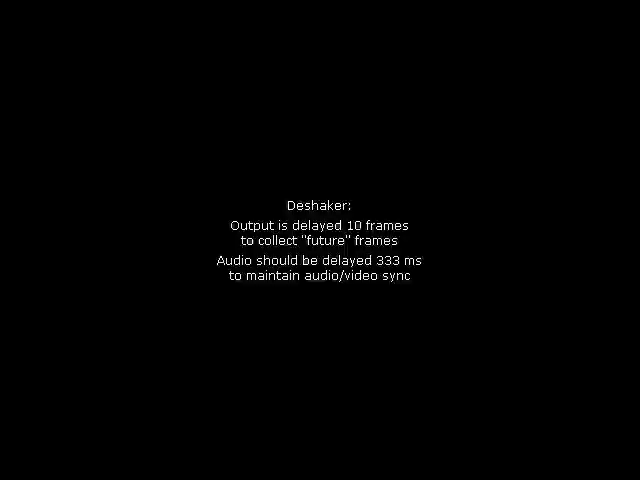 Deshaker:
Output is delayed 10 frames
to collect "future" frames
Audio should be delayed 333 ms
to maintain audio/video sync